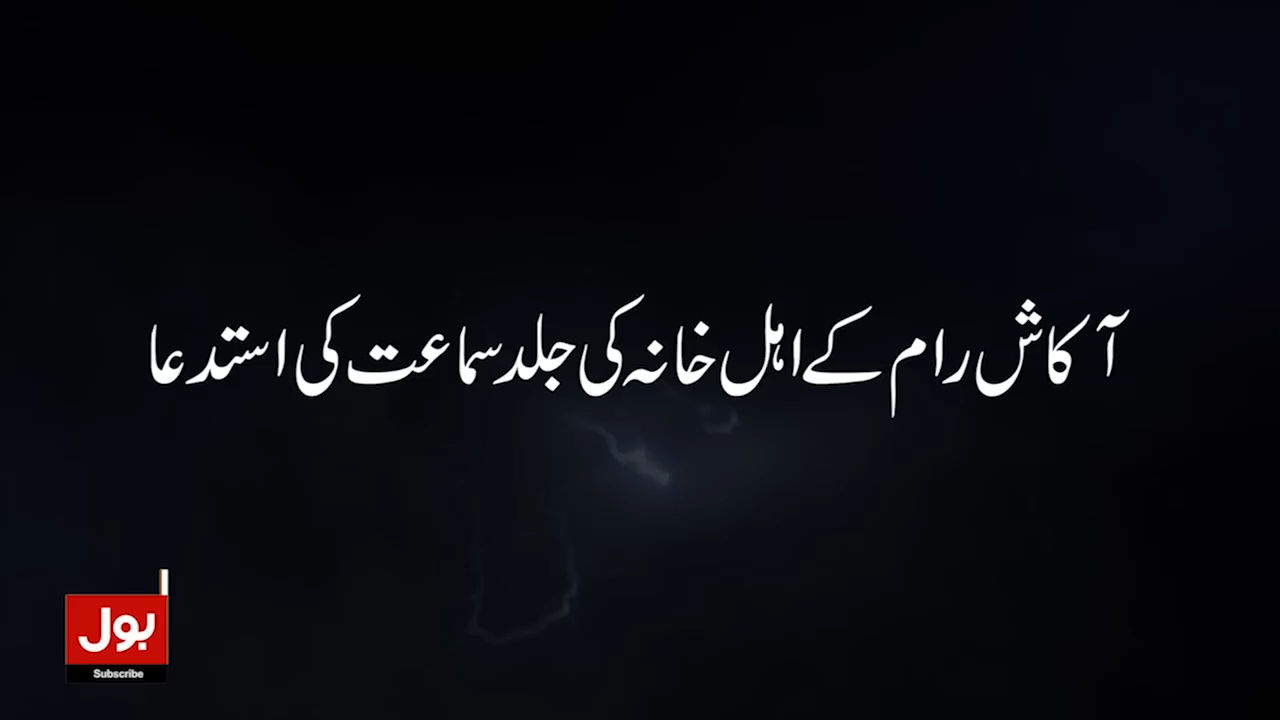 آکاش رام کے اہل خانہ کی جلد سماعت کی استدعا
بول
Subscribe